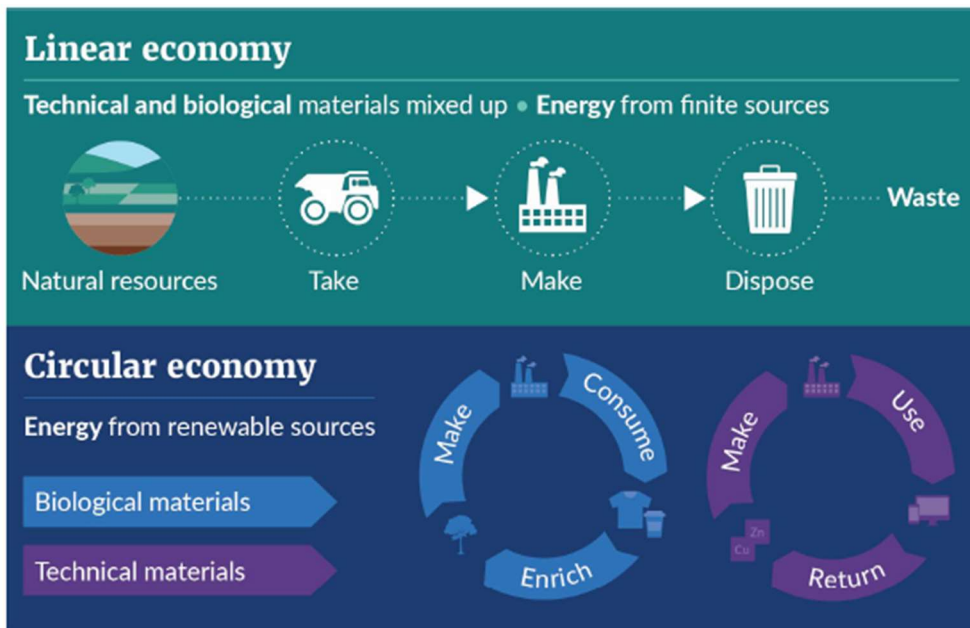 Linear economy
Technical and biological materials mixed up • Energy from finite sources
Waste
Natural resources
Take
Make
Dispose
Circular economy
Energy from renewable sources
Biological materials
Technical materials
Make
Consume
Enrich
Make
Use
Return
Zn
Cu